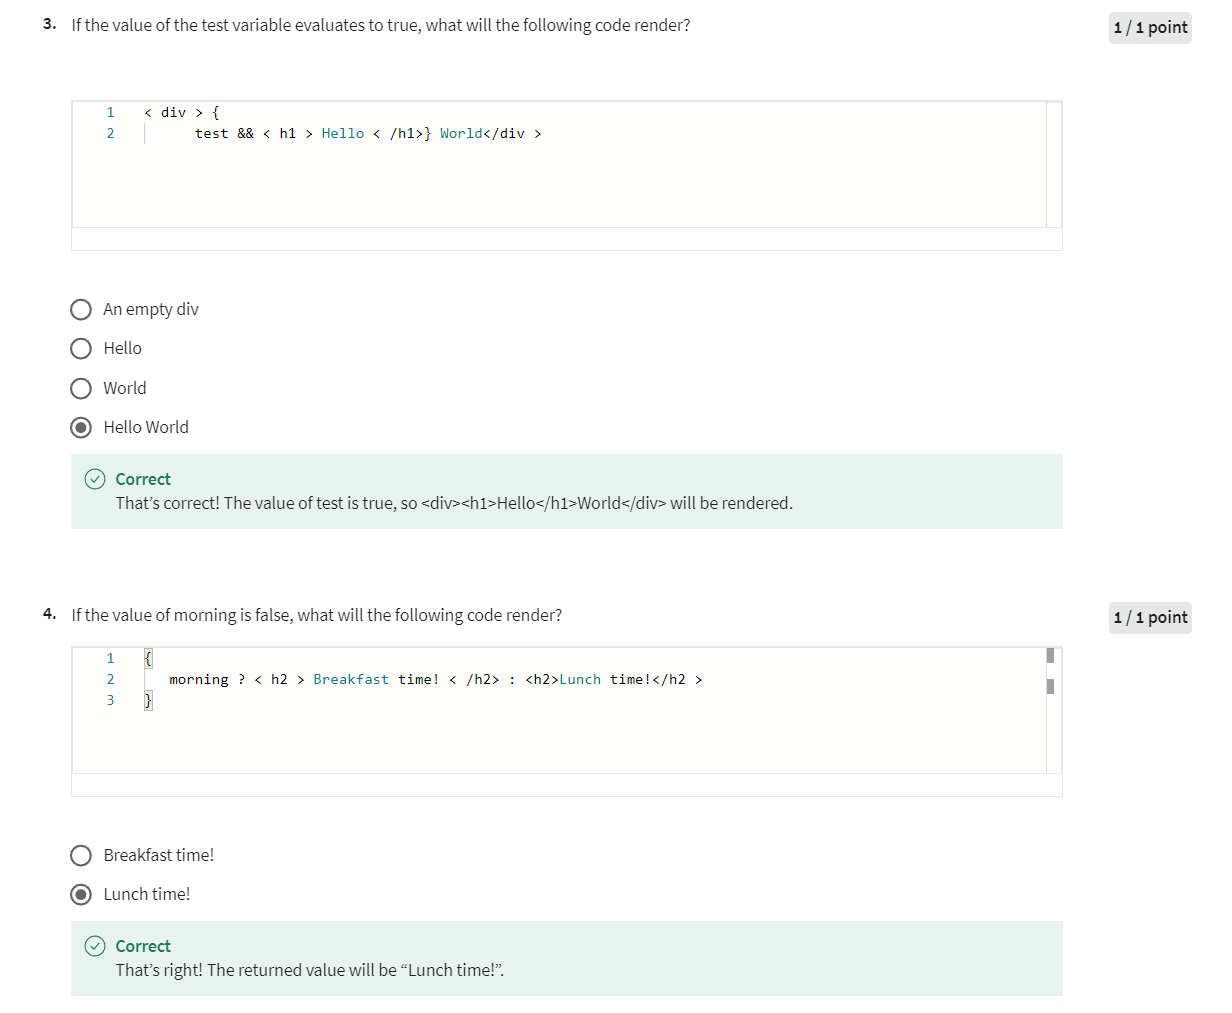 3. If the value of the test variable evaluates to true, what will the following code render?
1 / 1 point
1 < div > {
2 test && < h1 > Hello < /h1>} World</div >
An empty div
Hello
World
Hello World
Correct
That's correct! The value of test is true, so <div><h1>Hello</h1>World</div> will be rendered.
4. If the value of morning is false, what will the following code render?
1 / 1 point
1 {
2 morning ? < h2 > Breakfast time! < /h2> : <h2>Lunch time!</h2 >
3 }
Breakfast time!
Lunch time!
Correct
That's right! The returned value will be “Lunch time!”.